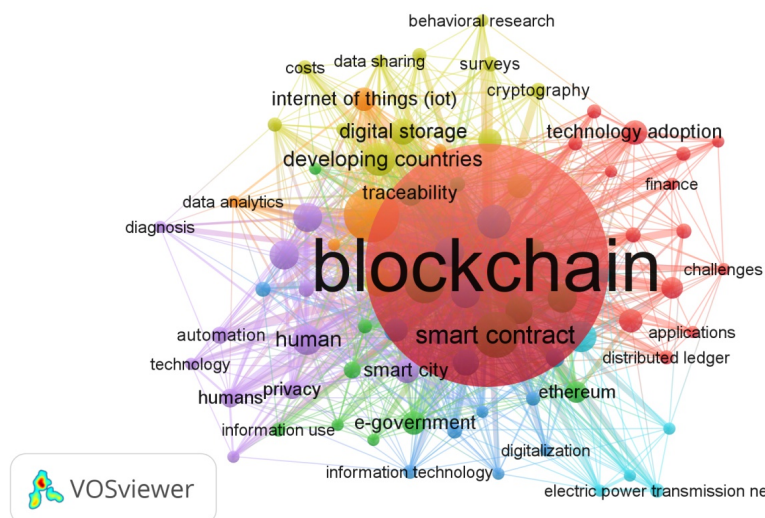 behavioral research
costs
data sharing
surveys
internet of things (iot)
cryptography
digital storage
technology adoption
developing countries
traceability
finance
data analytics
diagnosis
blockchain
challenges
automation
human
smart contract
applications
technology
smart city
distributed ledger
humans
privacy
ethereum
information use
e-government
digitalization
information technology
electric power transmission ne
VOSviewer